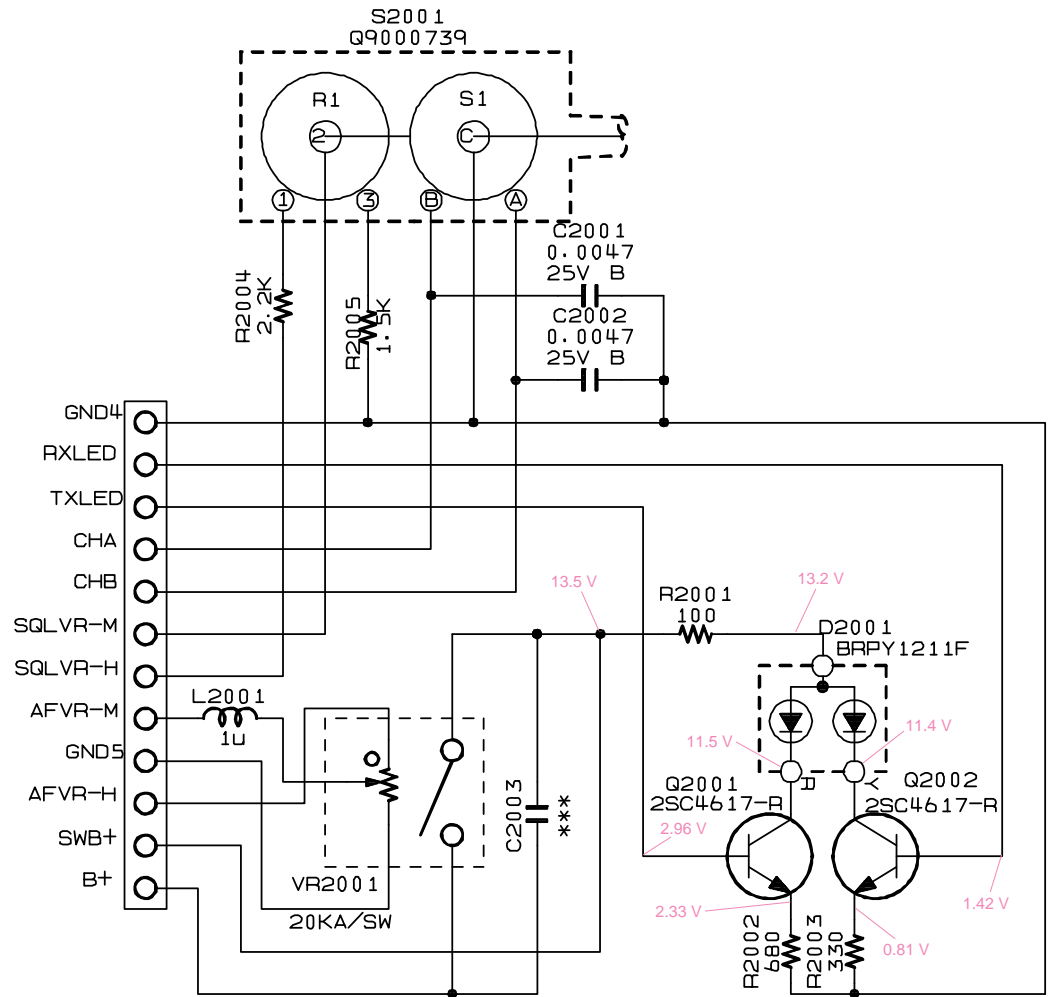 S2001
Q9000739
R1
S1
2
C
1
3
B
A
C2001
0.0047
25V B
C2002
0.0047
25V B
R2004
2.2K
R2005
1.5K
GND4
RXLED
TXLED
CHA
CHB
SQLVR-M
SQLVR-H
AFVR-M
GND5
AFVR-H
SWB+
B+
L2001
1u
VR2001
20KA/SW
C2003
***
13.5 V
R2001
100
13.2 V
D2001
BRPY1211F
11.5 V
11.4 V
R
Y
Q2001
2SC4617-R
Q2002
2SC4617-R
2.96 V
1.42 V
2.33 V
0.81 V
R2002
680
R2003
330